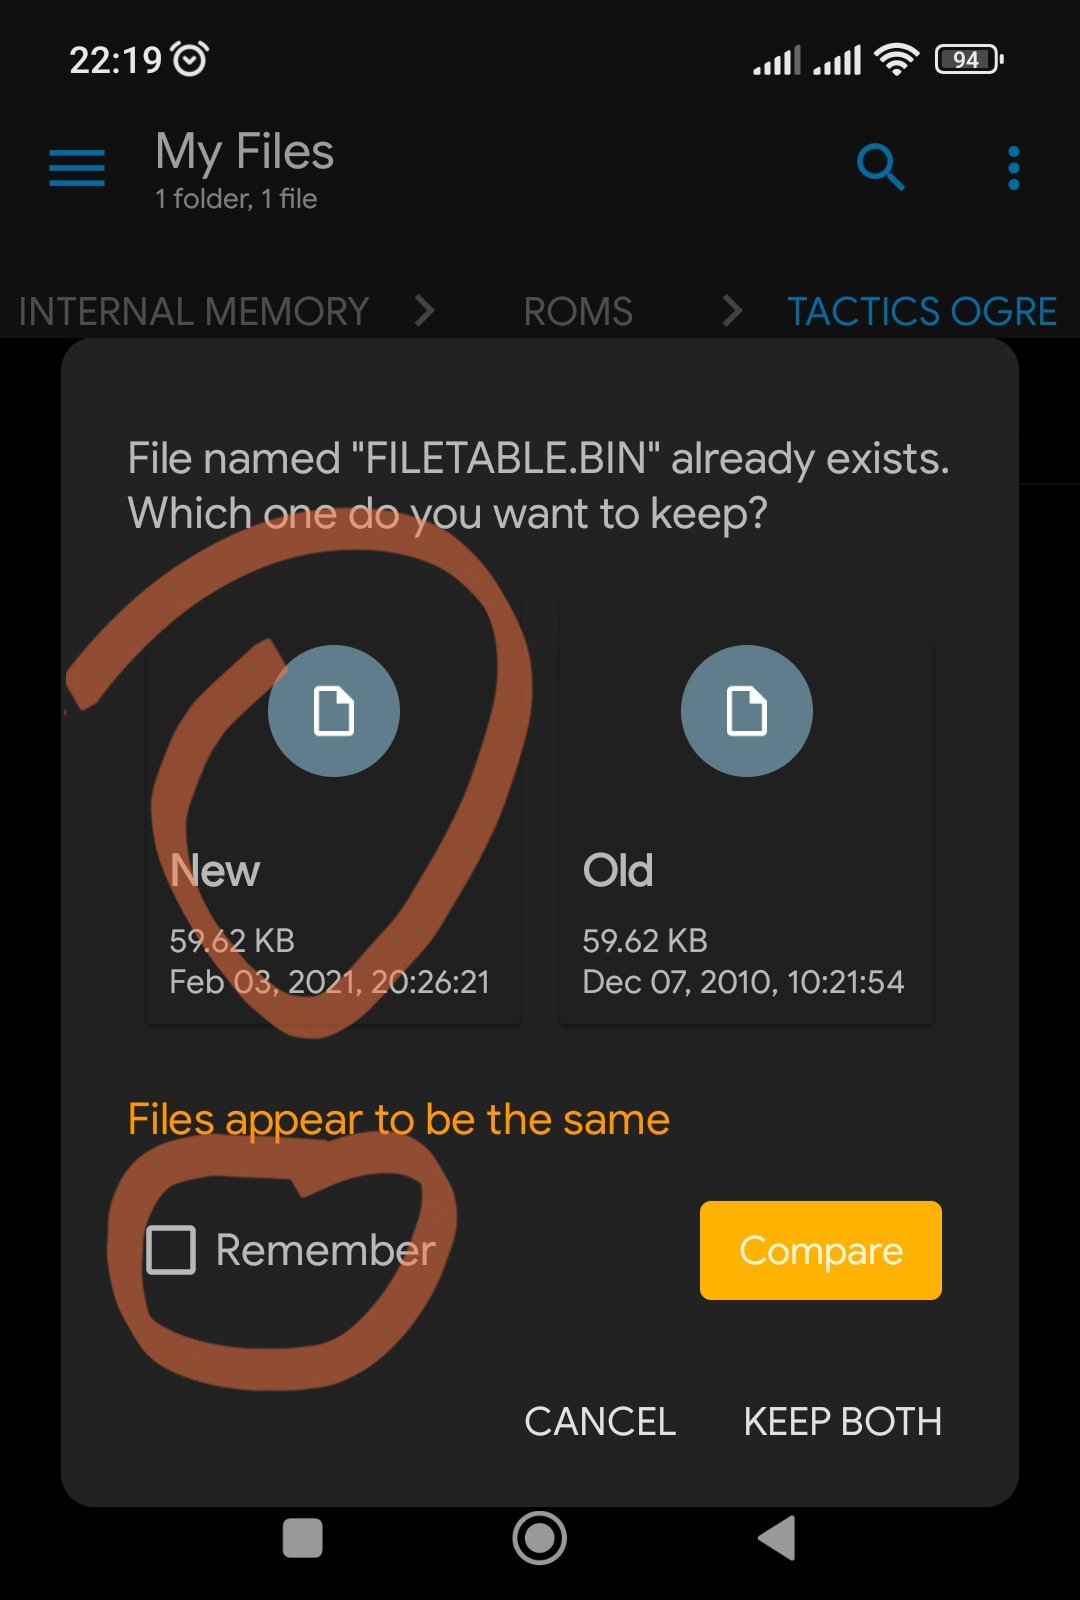 22:19
94
My Files
1 folder, 1 file
INTERNAL MEMORY > ROMS > TACTICS OGRE
File named "FILETABLE.BIN" already exists.
Which one do you want to keep?
New
59.62 KB
Feb 03, 2021, 20:26:21
Old
59.62 KB
Dec 07, 2010, 10:21:54
Files appear to be the same
Remember
Compare
CANCEL
KEEP BOTH